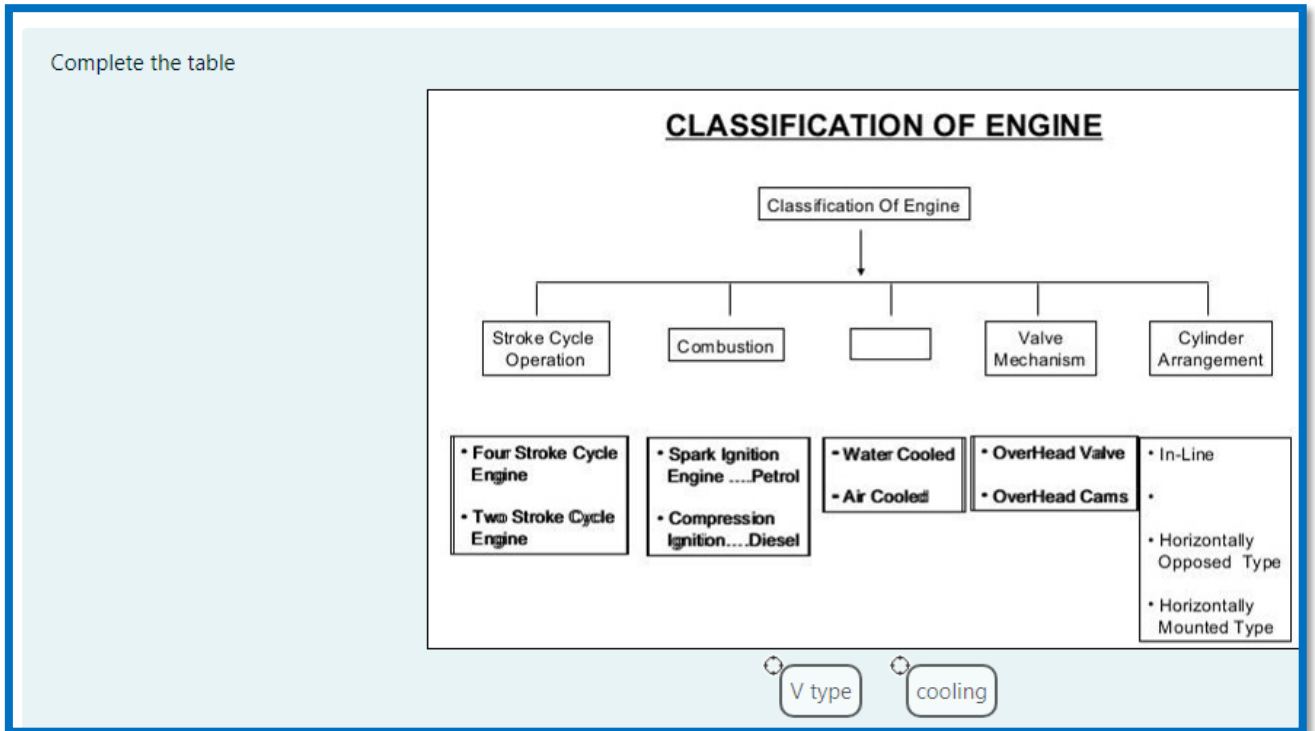 Complete the table
CLASSIFICATION OF ENGINE
Classification Of Engine
Stroke Cycle
Operation
Combustion
Valve
Mechanism
Cylinder
Arrangement
• Four Stroke Cycle
Engine
• Two Stroke Cycle
Engine
• Spark Ignition
Engine ....Petrol
• Compression
Ignition....Diesel
- Water Cooled
- Air Cooled
• OverHead Valve
• OverHead Cams
• In-Line
•
• Horizontally
Opposed Type
• Horizontally
Mounted Type
V type
cooling